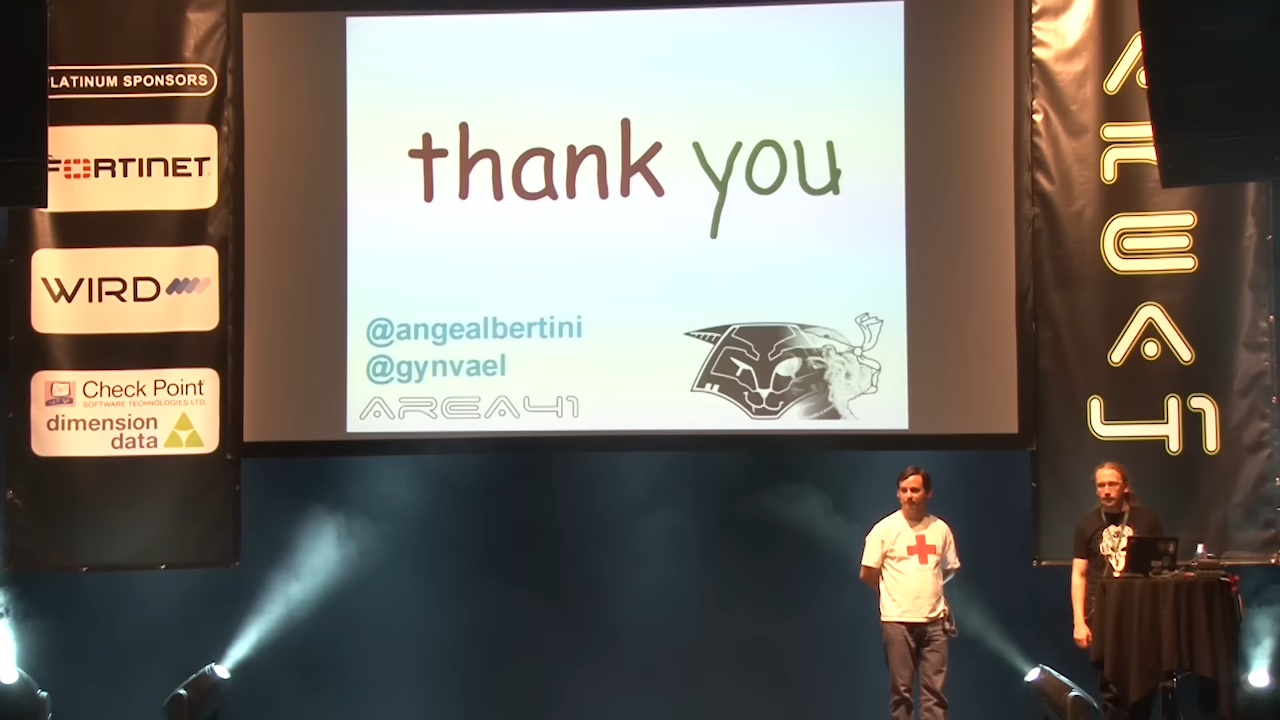 PLATINUM SPONSORS
FORTINET
WIRD
Check Point
SOFTWARE TECHNOLOGIES LTD.
dimension
data
thank you
@angealbertini
@gynvael
AREA41
AREA41